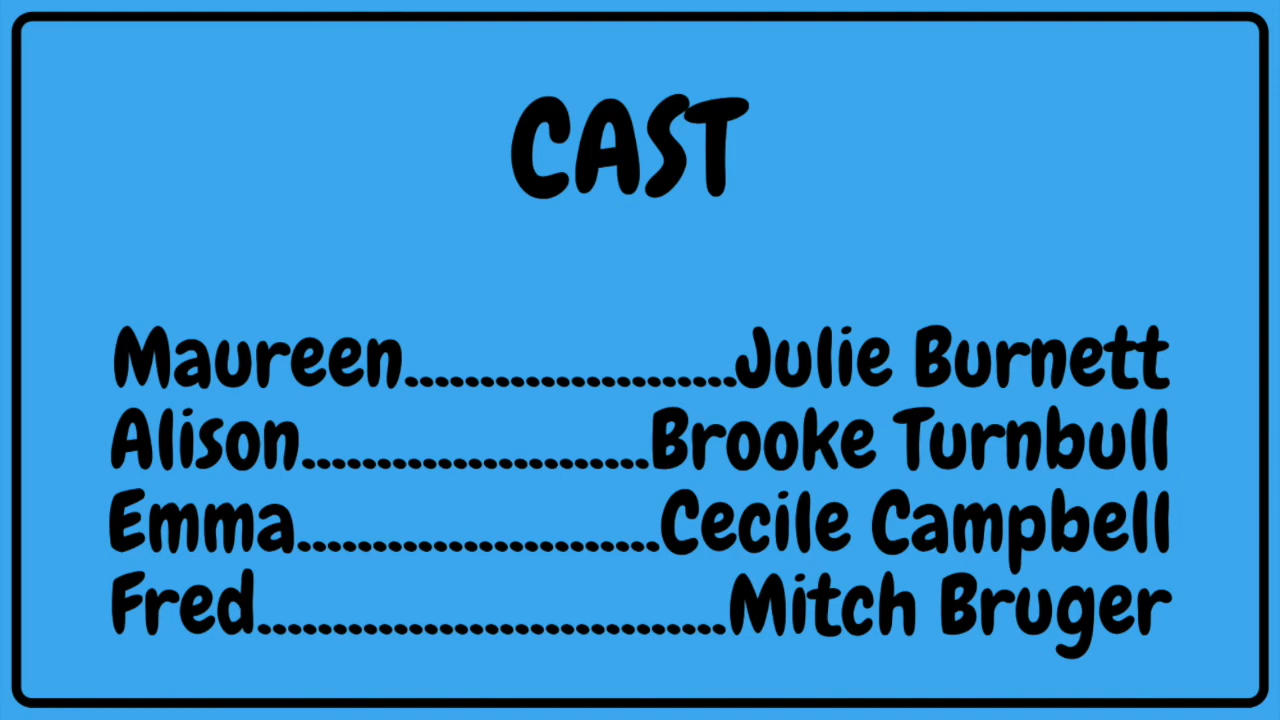 CAST
Maureen......................Julie Burnett
Alison.......................Brooke Turnbull
Emma........................Cecile Campbell
Fred...............................Mitch Bruger